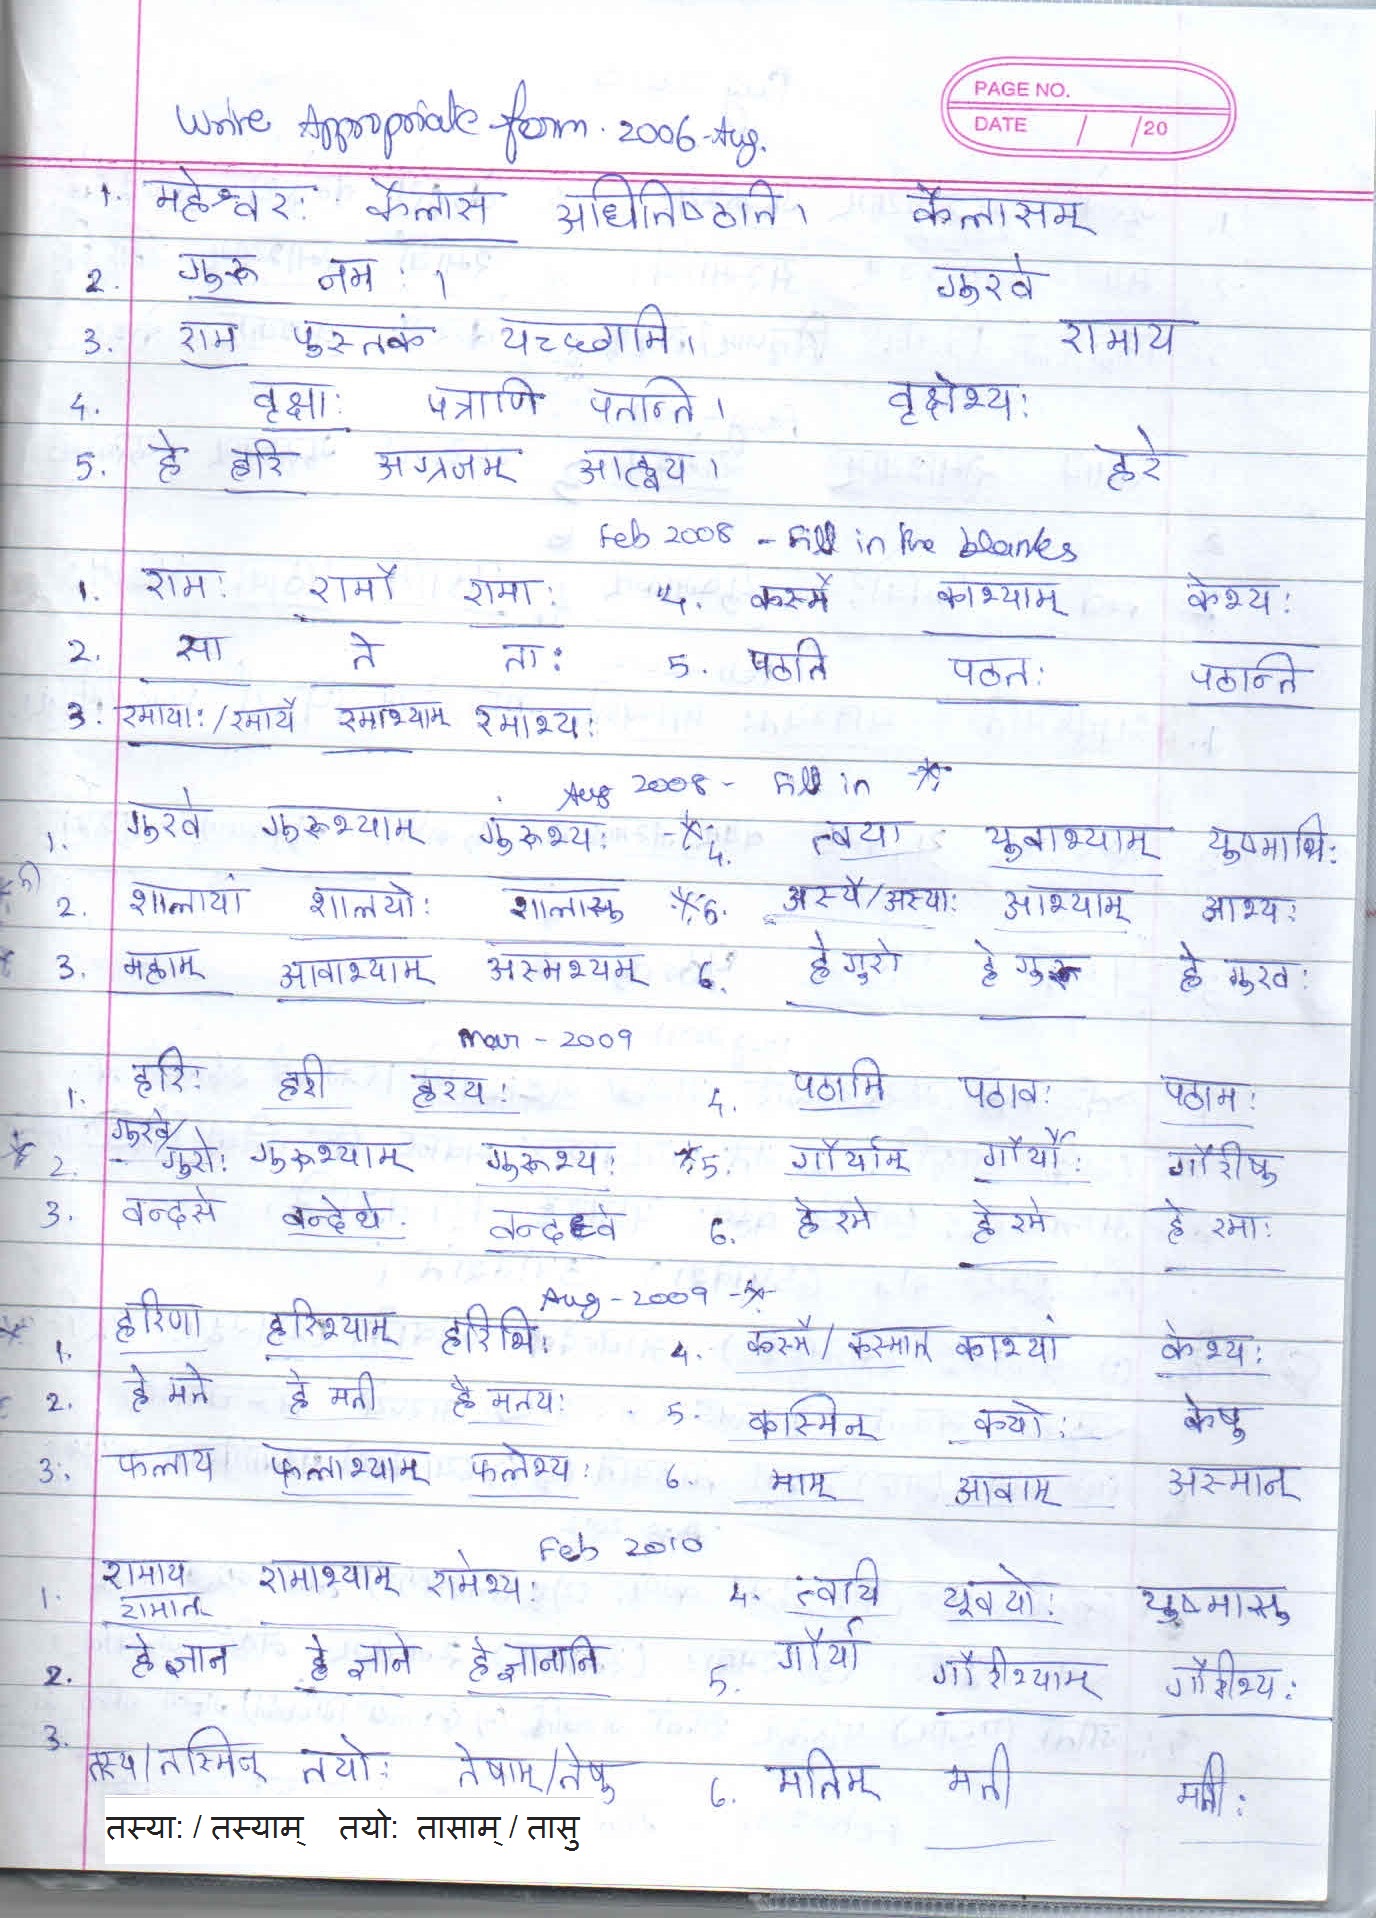 PAGE NO.
DATE / /20
Write Appropriate form. 2006-Aug.
1. महेश्वरः कैलास अधितिष्ठति। कैलासम्
2. गुरु नमः। गुरवे
3. राम पुस्तकं यच्छामि। रामाय
4. वृक्षाः पत्राणि पतन्ति। वृक्षेभ्यः
5. हे हरि अग्रजम् आह्वय। हरे
Feb 2008 - Fill in the blanks
1. रामः रामौ रामाः 4. कस्मै काभ्याम् केभ्यः
2. सा ते ताः 5. पठति पठतः पठन्ति
3. रमायाः/रमायै रमाभ्याम् रमाभ्यः
Aug 2008 - Fill in
1. गुरवे गुरुभ्याम् गुरुभ्यः 4. त्वया युवाभ्याम् युष्माभिः
2. शालायां शालयोः शालासु 5. अस्यै/अस्याः आभ्याम् आभ्यः
3. मह्यम् आवाभ्याम् अस्मभ्यम् 6. हे गुरो हे गुरू हे गुरवः
Mar - 2009
1. हरिः हरी हरयः 4. पठामि पठावः पठामः
गुरवे/
2. गुरोः गुरुभ्याम् गुरुभ्यः 5. गौर्याम् गौर्योः गौरीषु
3. वन्दसे वन्देथे वन्दध्वे 6. हे रमे हे रमे हे रमाः
Aug - 2009
1. हरिणा हरिभ्याम् हरिभिः 4. कस्मै/कस्मात् काभ्यां केभ्यः
2. हे मते हे मती हे मतयः 5. कस्मिन् कयोः केषु
3. फलाय फलाभ्याम् फलेभ्यः 6. माम् आवाम् अस्मान्
Feb 2010
1. रामाय रामाभ्याम् रामेभ्यः 4. त्वयि युवयोः युष्मासु
रामात्
2. हे ज्ञान हे ज्ञाने हे ज्ञानानि 5. गौर्या गौरीभ्याम् गौरीभ्यः
3. तस्य/तस्मिन् तयोः तेषाम्/तेषु 6. मतिम् मती मतीः
तस्याः / तस्याम् तयोः तासाम् / तासु